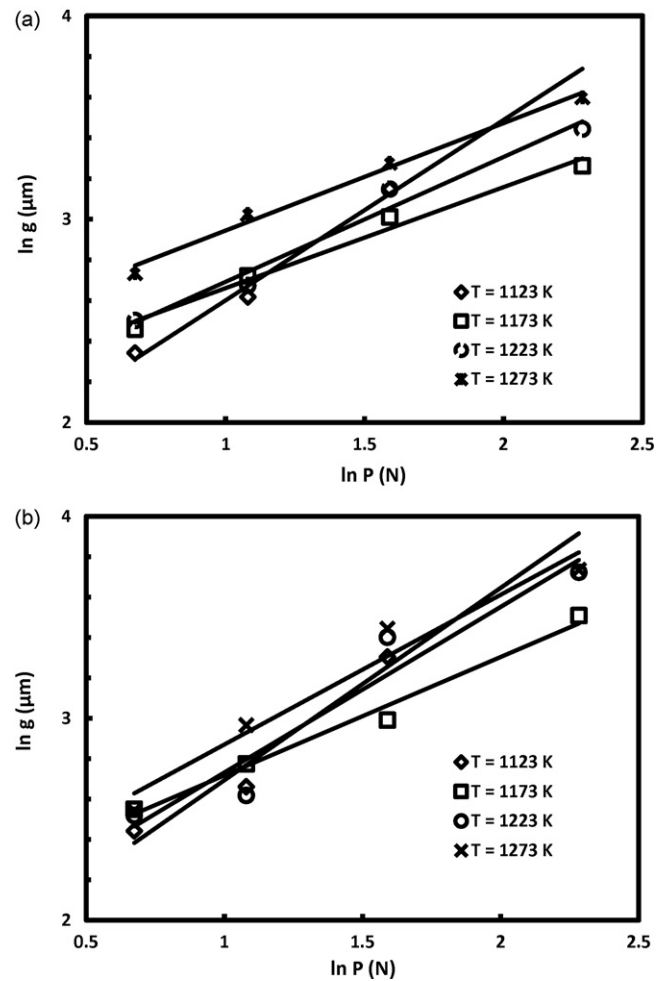 (a)
4
3
2
ln g (μm)
T = 1123 K
T = 1173 K
T = 1223 K
T = 1273 K
0.5 1 1.5 2 2.5
ln P (N)
(b)
4
3
2
ln g (μm)
T = 1123 K
T = 1173 K
T = 1223 K
T = 1273 K
0.5 1 1.5 2 2.5
ln P (N)